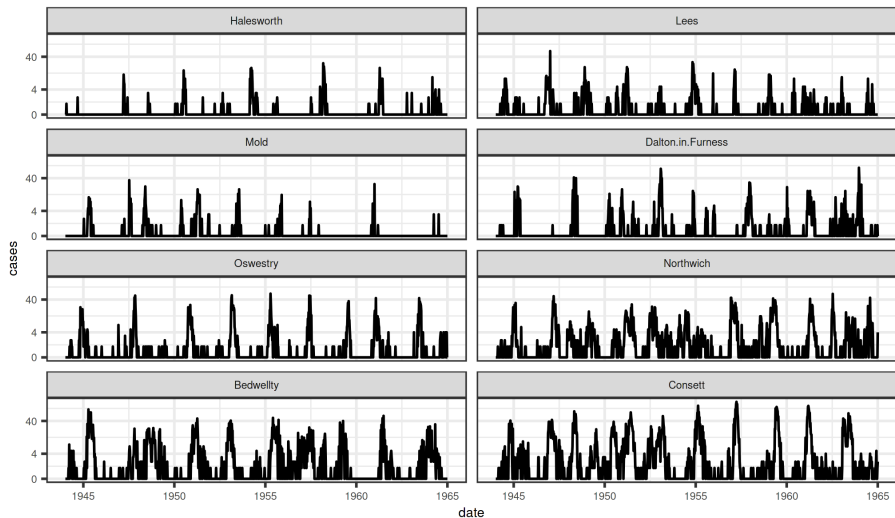 Halesworth Lees
40
4
0
Mold Dalton.in.Furness
40
4
0
Oswestry Northwich
40
4
0
Bedwellty Consett
40
4
0
1945 1950 1955 1960 1965 1945 1950 1955 1960 1965
date
cases